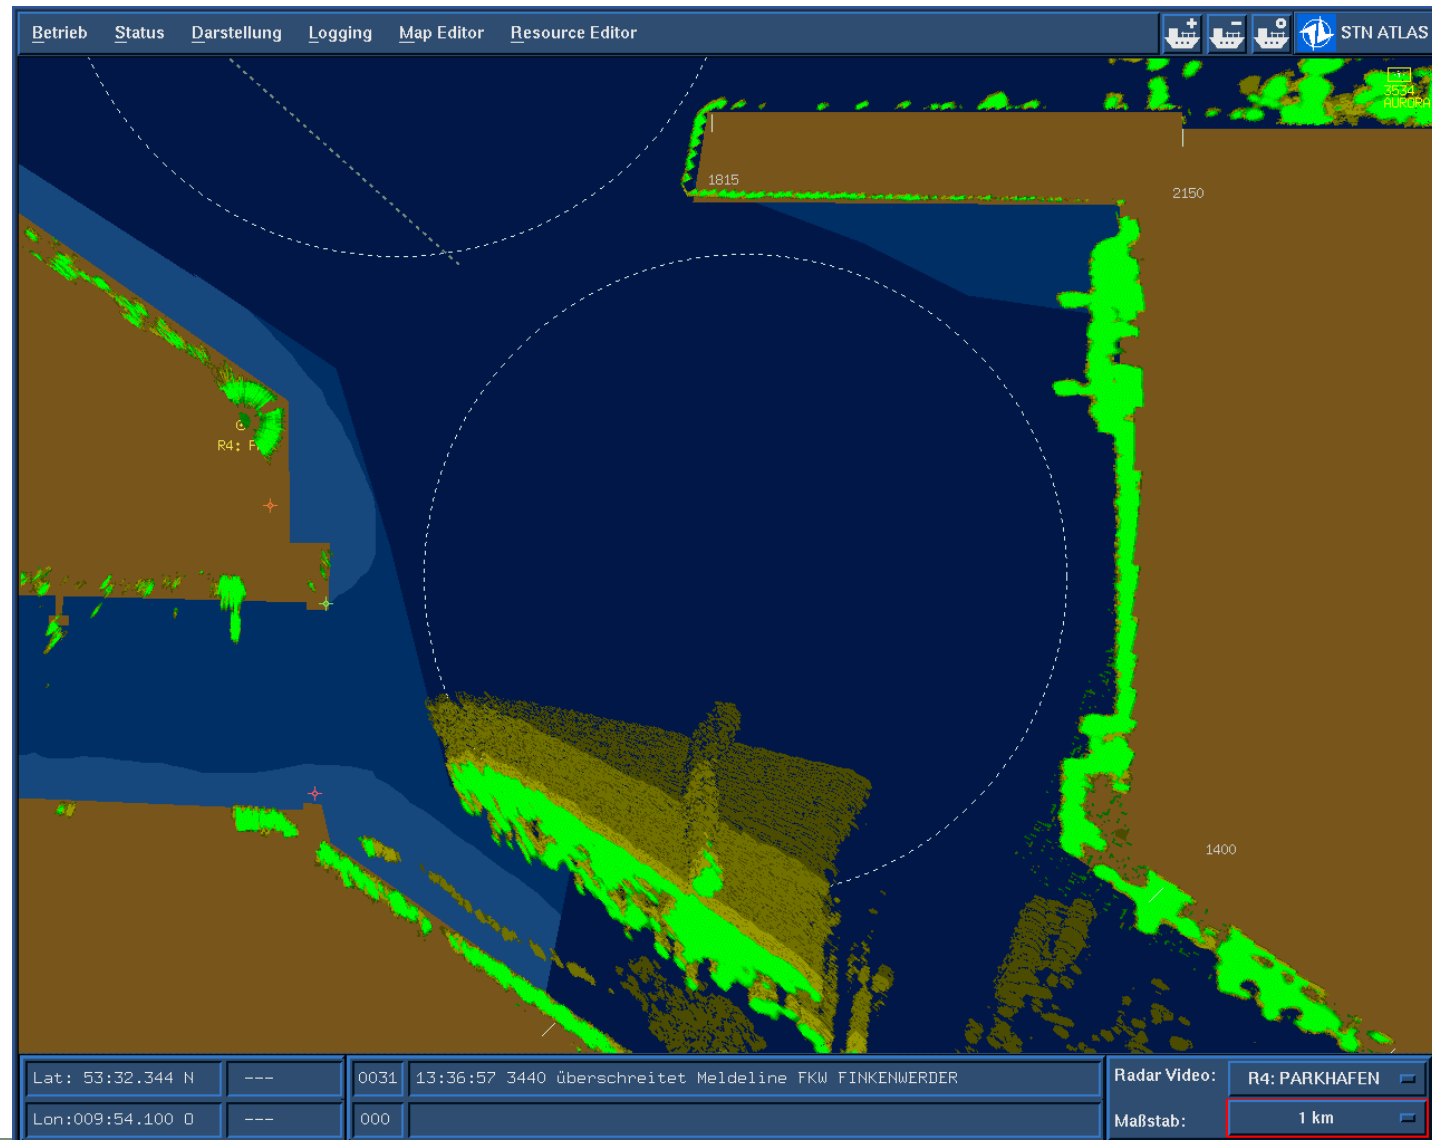 Betrieb Status Darstellung Logging Map Editor Resource Editor STN ATLAS
3534
AURORA
1815
2150
R4: F
1400
Lat: 53:32.344 N --- 0031 13:36:57 3440 überschreitet Meldeline FKW FINKENWERDER Radar Video: R4: PARKHAFEN
Lon:009:54.100 O --- 000 Maßstab: 1 km